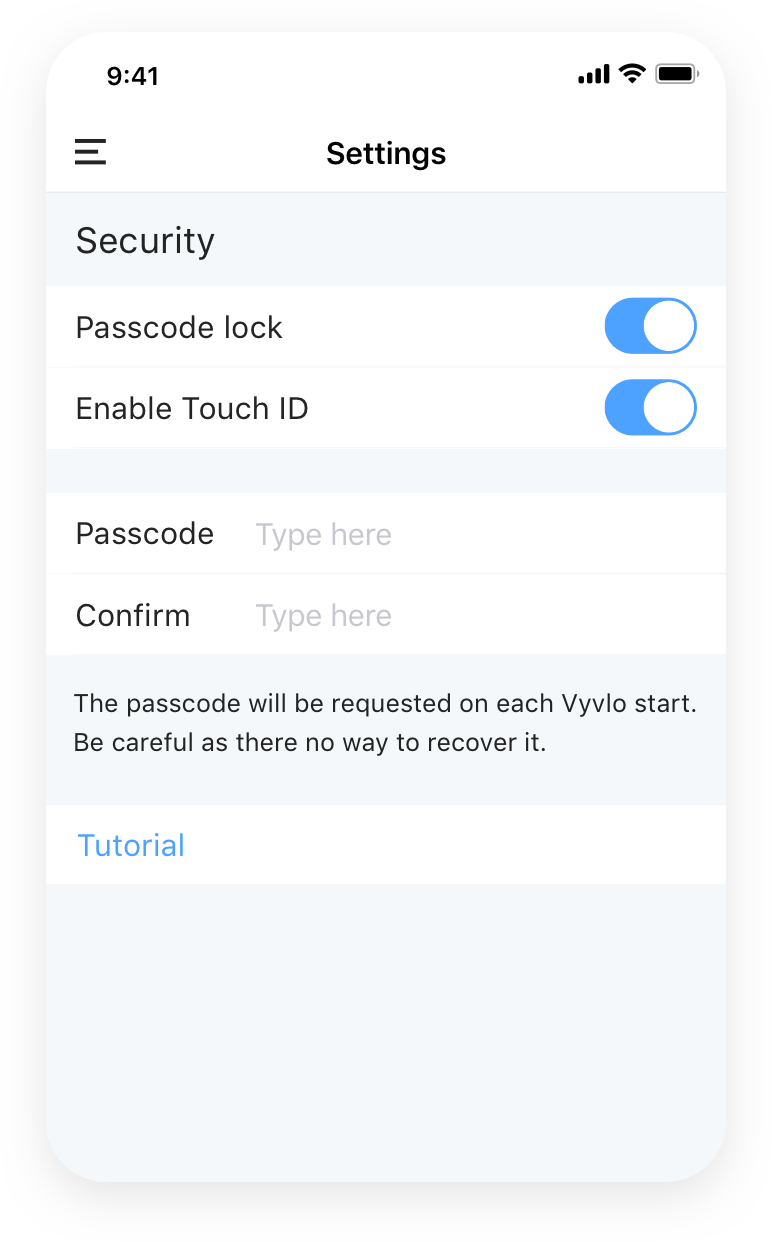 9:41
Settings
Security
Passcode lock
Enable Touch ID
Passcode Type here
Confirm Type here
The passcode will be requested on each Vyvlo start.
Be careful as there no way to recover it.
Tutorial